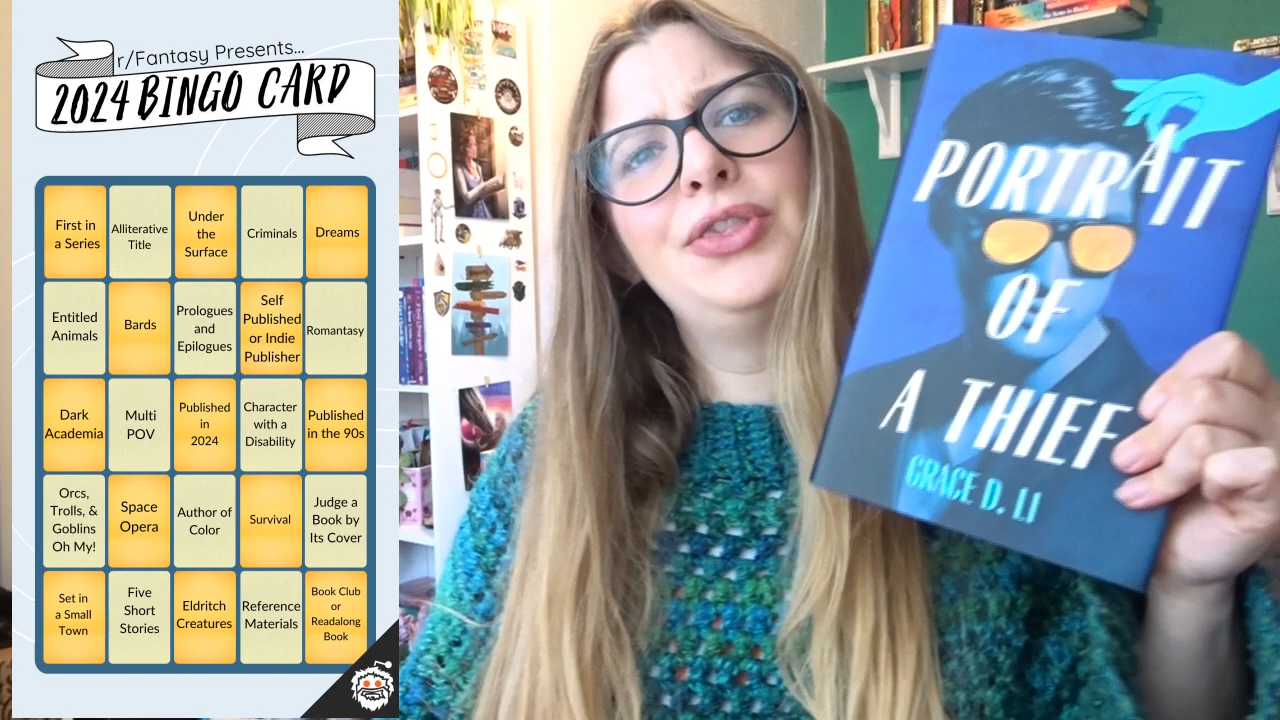 r/Fantasy Presents...
2024 BINGO CARD
First in
a Series
Alliterative
Title
Under
the
Surface
Criminals
Dreams
Entitled
Animals
Bards
Prologues
and
Epilogues
Self
Published
or Indie
Publisher
Romantasy
Dark
Academia
Multi
POV
Published
in
2024
Character
with a
Disability
Published
in the 90s
Orcs,
Trolls, &
Goblins
Oh My!
Space
Opera
Author of
Color
Survival
Judge a
Book by
Its Cover
Set in
a Small
Town
Five
Short
Stories
Eldritch
Creatures
Reference
Materials
Book Club
or
Readalong
Book
PORTRAIT
OF
A THIEF
GRACE D. LI